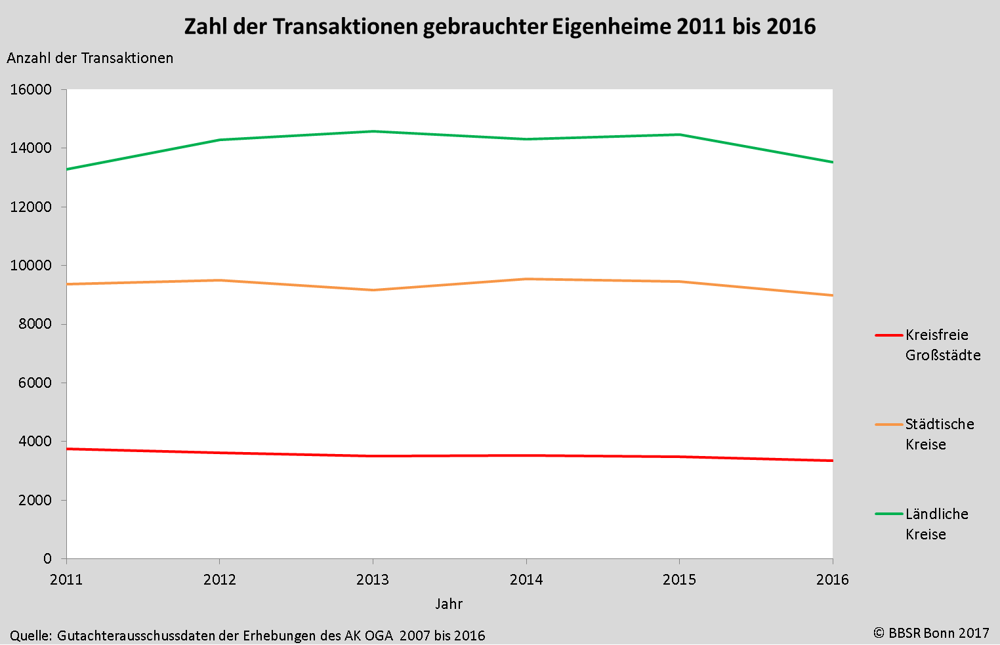 Zahl der Transaktionen gebrauchter Eigenheime 2011 bis 2016
Anzahl der Transaktionen
16000
14000
12000
10000
8000
6000
4000
2000
0
2011 2012 2013 2014 2015 2016
Jahr
Kreisfreie
Großstädte
Städtische
Kreise
Ländliche
Kreise
Quelle: Gutachterausschussdaten der Erhebungen des AK OGA 2007 bis 2016
© BBSR Bonn 2017